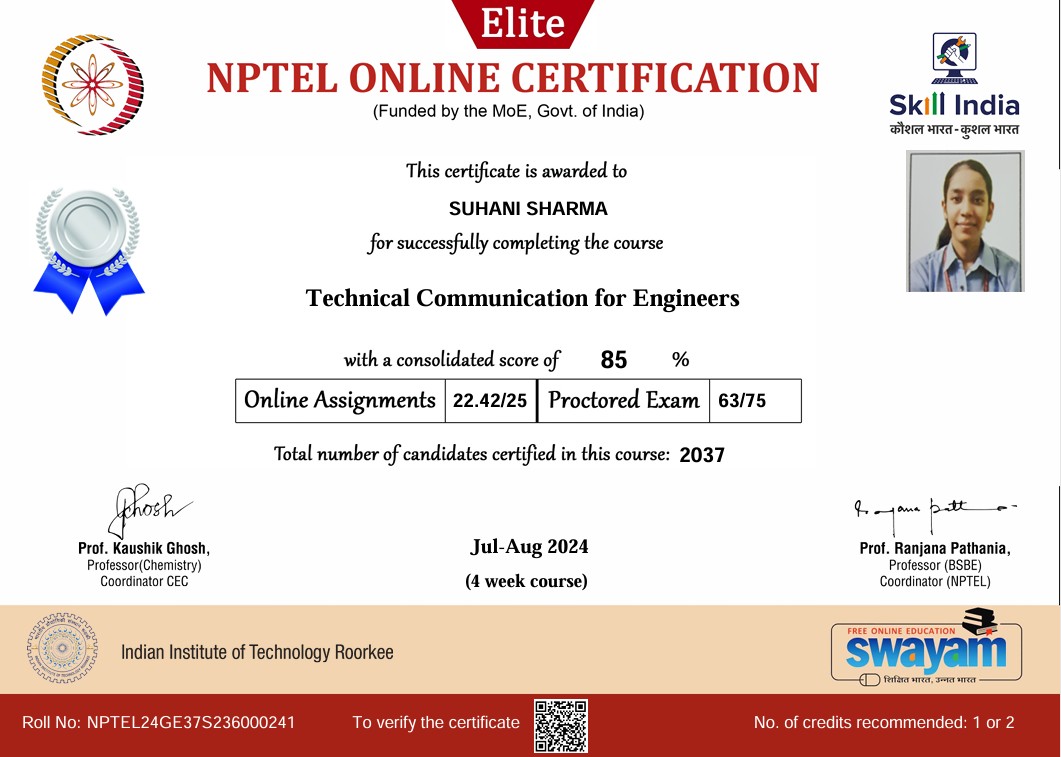 Elite
NPTEL ONLINE CERTIFICATION
(Funded by the MoE, Govt. of India)
Skill India
कौशल भारत - कुशल भारत
This certificate is awarded to
SUHANI SHARMA
for successfully completing the course
Technical Communication for Engineers
with a consolidated score of 85 %
Online Assignments 22.42/25 Proctored Exam 63/75
Total number of candidates certified in this course: 2037
Prof. Kaushik Ghosh,
Professor(Chemistry)
Coordinator CEC
Jul-Aug 2024
(4 week course)
Prof. Ranjana Pathania,
Professor (BSBE)
Coordinator (NPTEL)
Indian Institute of Technology Roorkee
FREE ONLINE EDUCATION
swayam
शिक्षित भारत, उन्नत भारत
Roll No: NPTEL24GE37S236000241
To verify the certificate
No. of credits recommended: 1 or 2